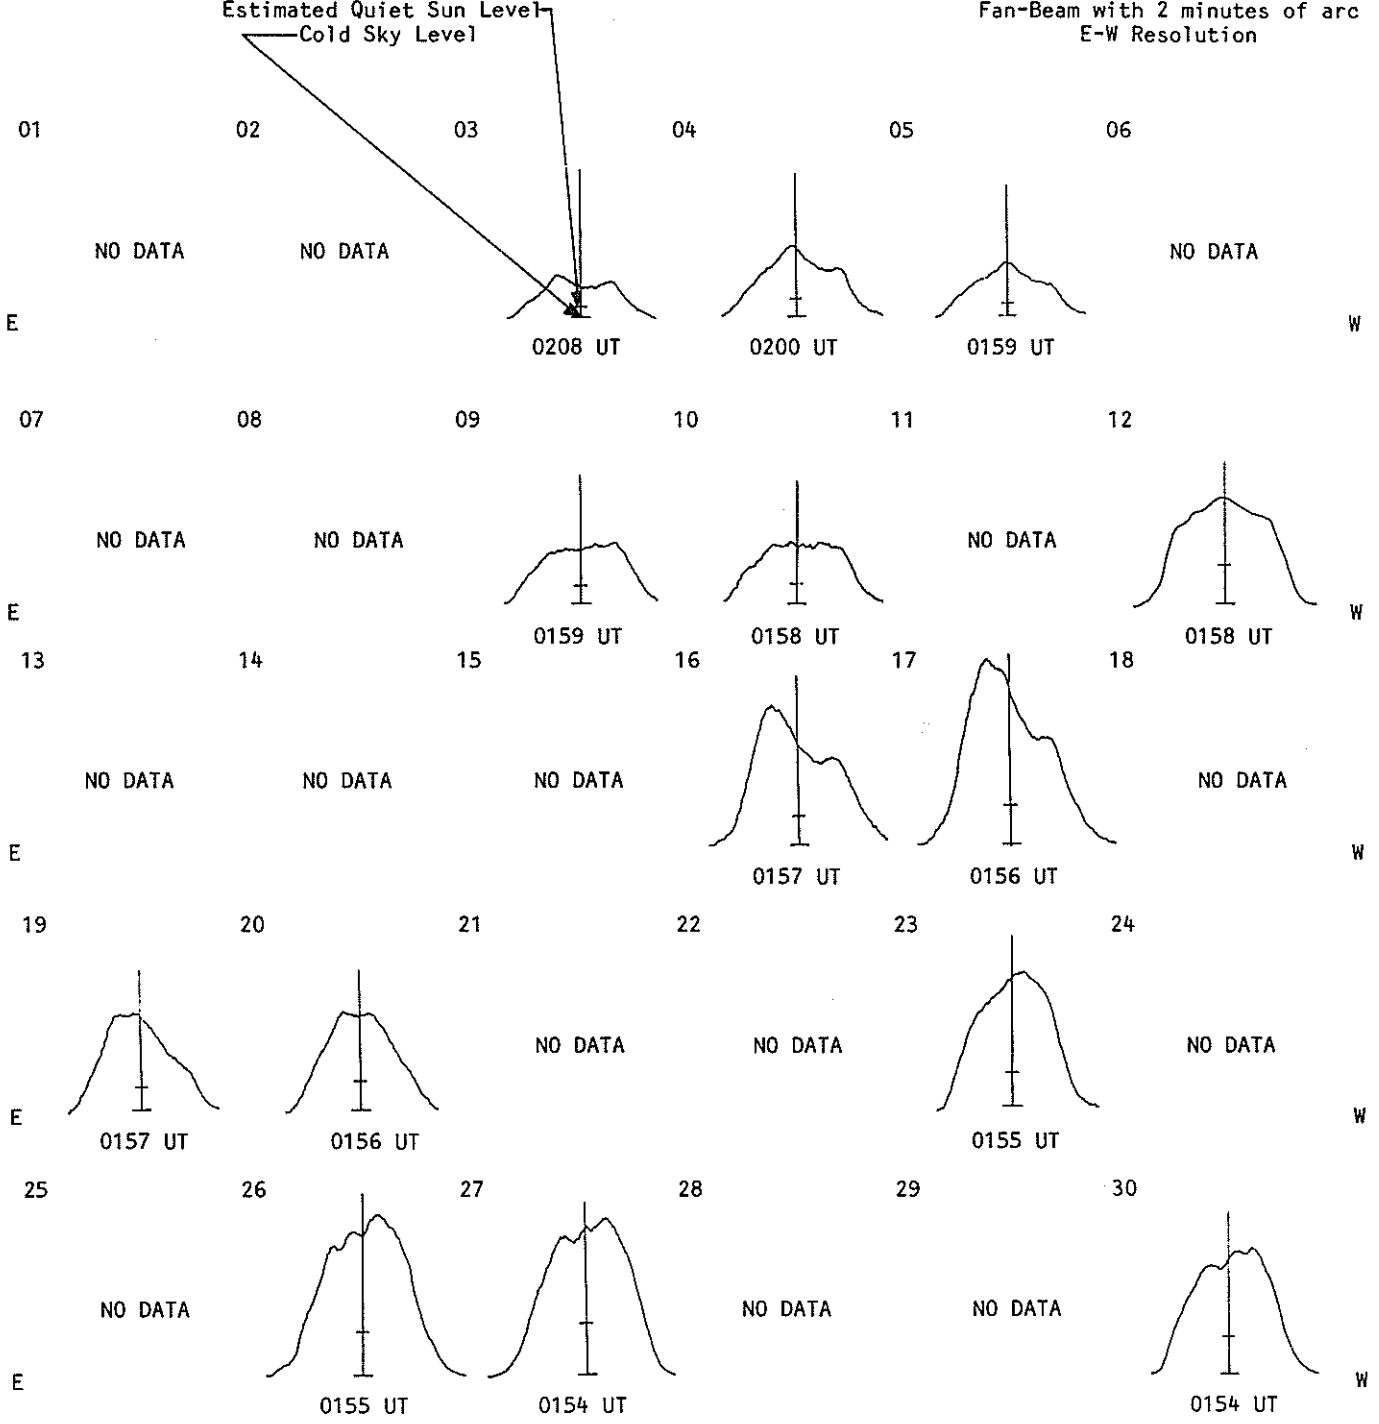 Estimated Quiet Sun Level
Cold Sky Level
Fan-Beam with 2 minutes of arc
E-W Resolution
01 02 03 04 05 06
NO DATA NO DATA NO DATA
E W
0208 UT 0200 UT 0159 UT
07 08 09 10 11 12
NO DATA NO DATA NO DATA
E W
0159 UT 0158 UT 0158 UT
13 14 15 16 17 18
NO DATA NO DATA NO DATA NO DATA
E W
0157 UT 0156 UT
19 20 21 22 23 24
NO DATA NO DATA NO DATA
E W
0157 UT 0156 UT 0155 UT
25 26 27 28 29 30
NO DATA NO DATA NO DATA
E W
0155 UT 0154 UT 0154 UT